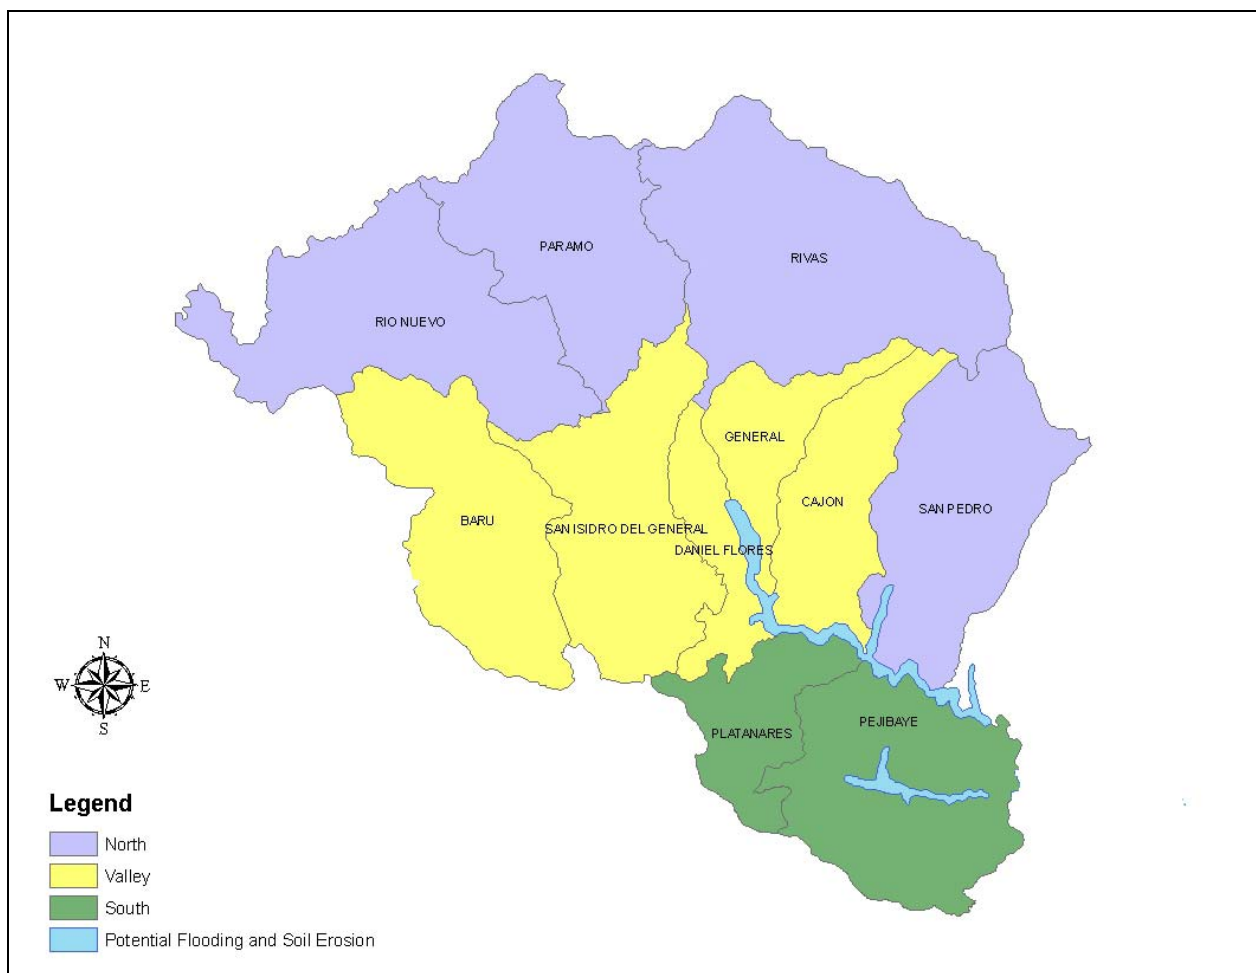 PARAMO
RIVAS
RIO NUEVO
GENERAL
CAJON
SAN PEDRO
BARU
SAN ISIDRO DEL GENERAL
DANIEL FLORES
PLATANARES
PEJIBAYE
N
W
E
S
Legend
North
Valley
South
Potential Flooding and Soil Erosion